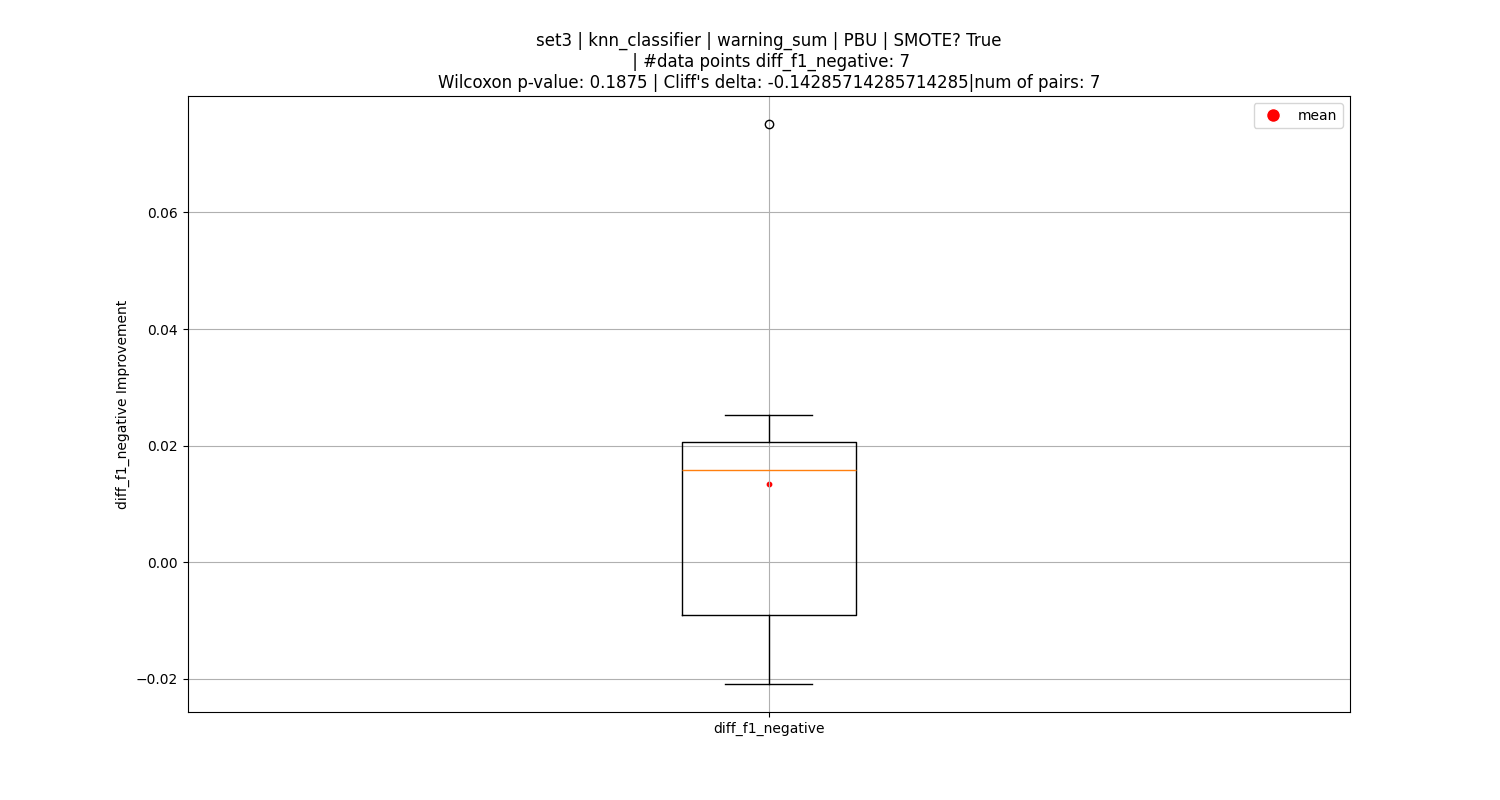 set3 | knn_classifier | warning_sum | PBU | SMOTE? True
| #data points diff_f1_negative: 7
Wilcoxon p-value: 0.1875 | Cliff's delta: -0.14285714285714285|num of pairs: 7
mean
0.06
0.04
0.02
0.00
−0.02
diff_f1_negative Improvement
diff_f1_negative